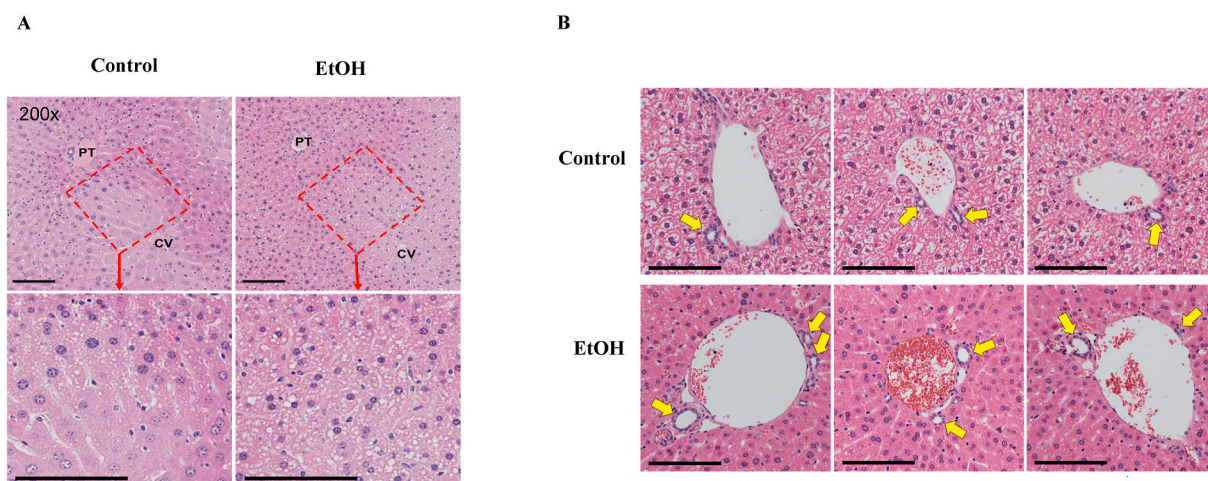 A
B
Control
EtOH
200x
PT
CV
PT
CV
Control
EtOH